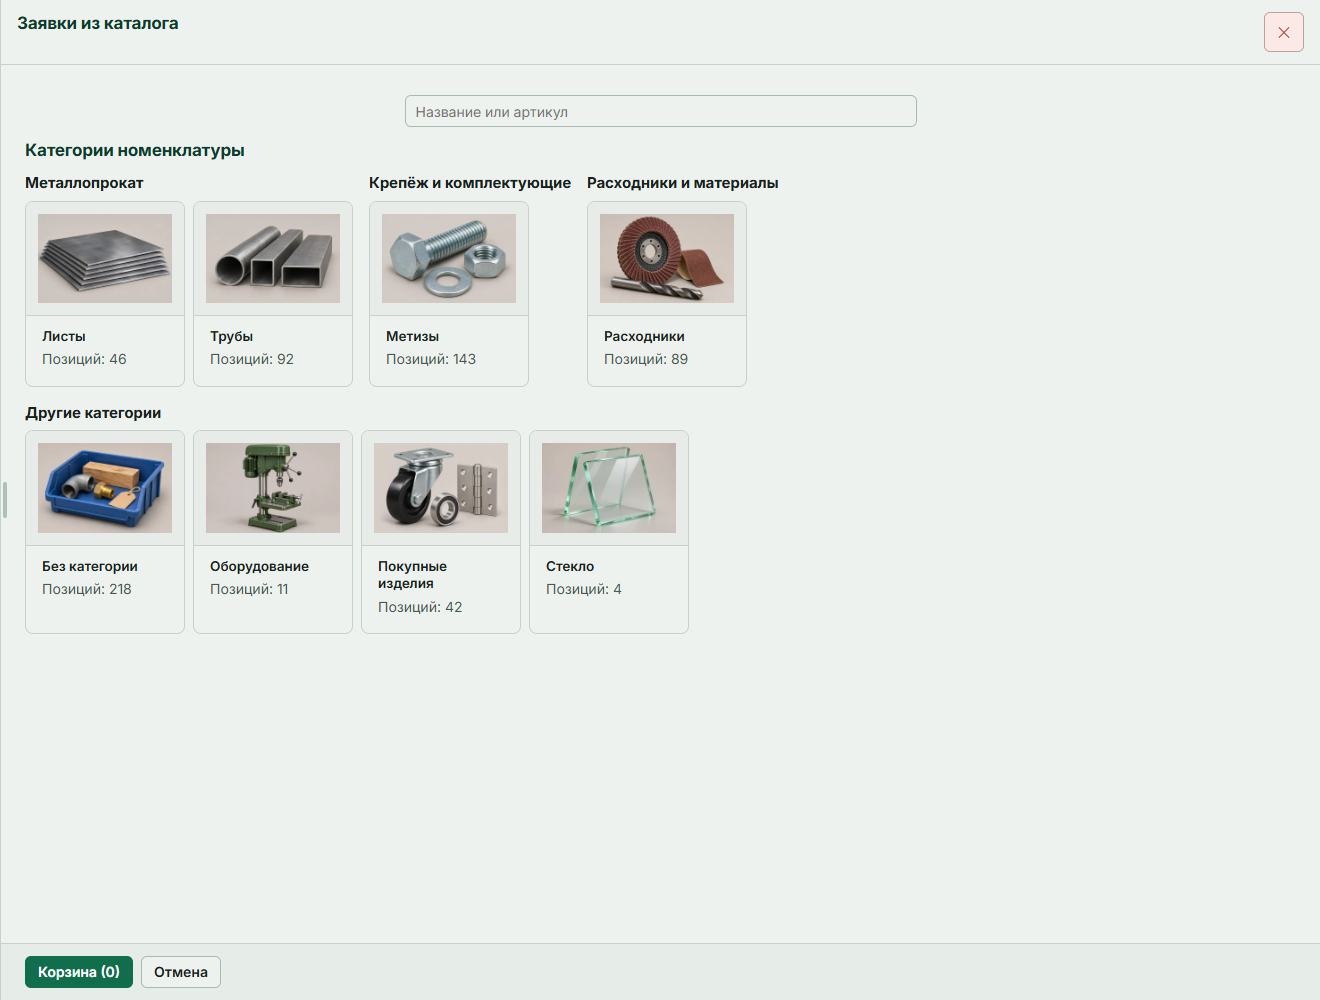 Заявки из каталога
Название или артикул
Категории номенклатуры
Металлопрокат
Крепёж и комплектующие
Расходники и материалы
Листы
Позиций: 46
Трубы
Позиций: 92
Метизы
Позиций: 143
Расходники
Позиций: 89
Другие категории
Без категории
Позиций: 218
Оборудование
Позиций: 11
Покупные
изделия
Позиций: 42
Стекло
Позиций: 4
Корзина (0)
Отмена